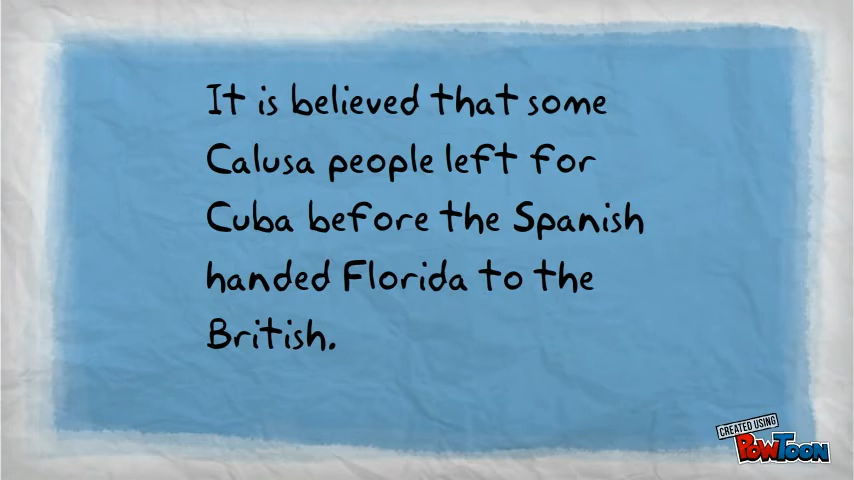 It is believed that some
Calusa people left for
Cuba before the Spanish
handed Florida to the
British.
CREATED USING
POWTOON